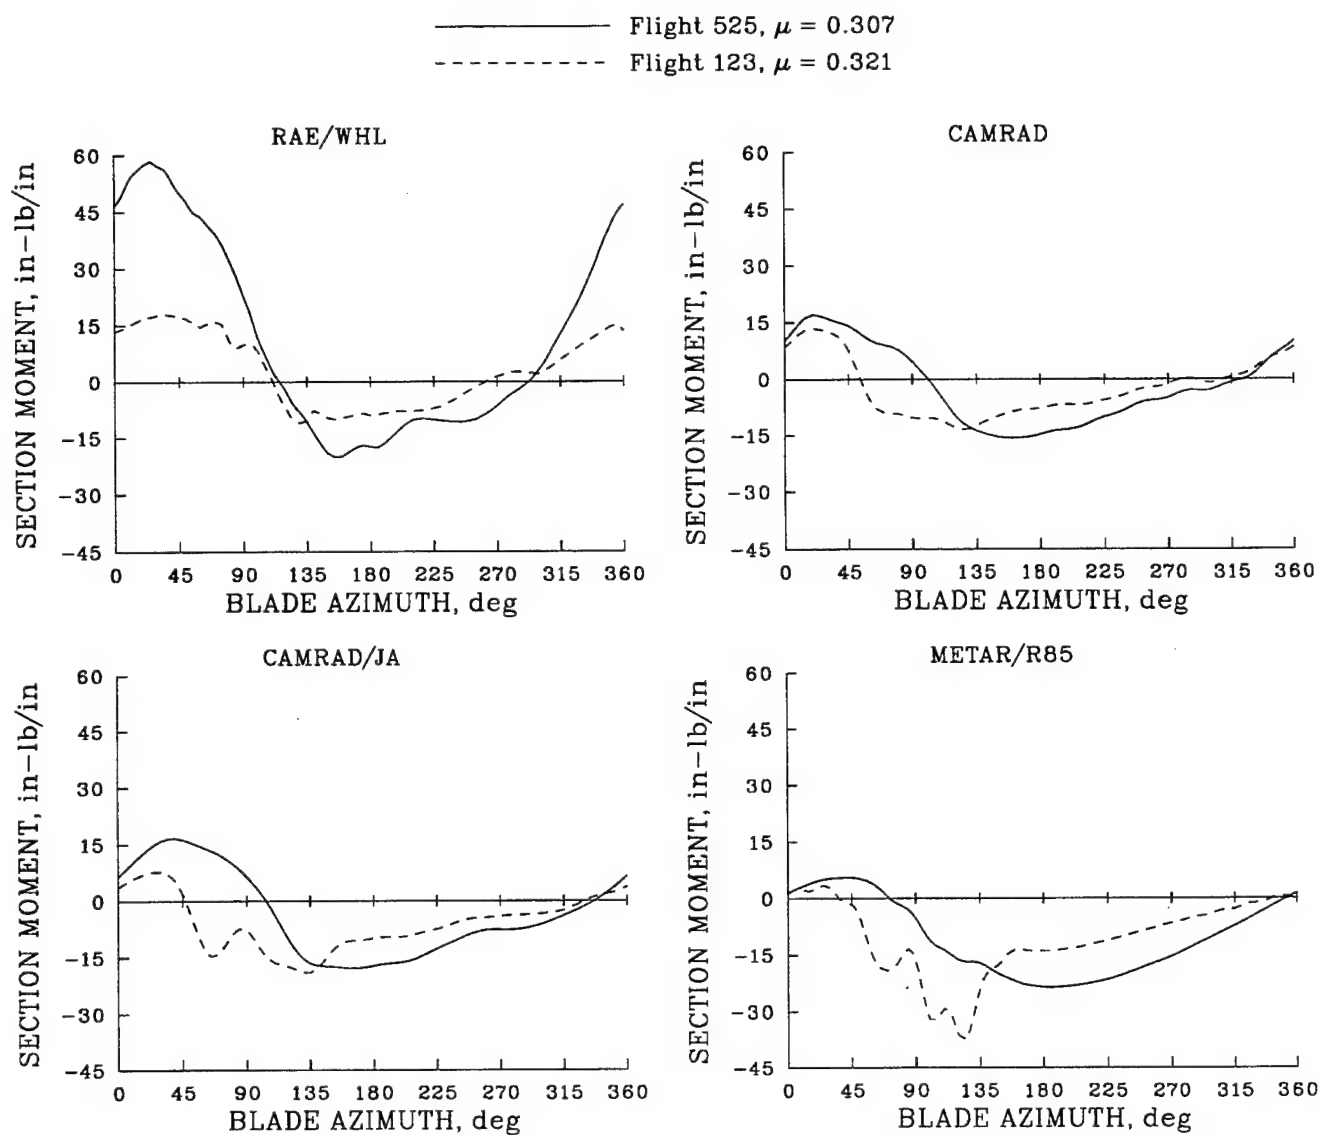 Flight 525, μ = 0.307
Flight 123, μ = 0.321
RAE/WHL
SECTION MOMENT, in-lb/in
60
45
30
15
0
-15
-30
-45
0 45 90 135 180 225 270 315 360
BLADE AZIMUTH, deg
CAMRAD
SECTION MOMENT, in-lb/in
60
45
30
15
0
-15
-30
-45
0 45 90 135 180 225 270 315 360
BLADE AZIMUTH, deg
CAMRAD/JA
SECTION MOMENT, in-lb/in
60
45
30
15
0
-15
-30
-45
0 45 90 135 180 225 270 315 360
BLADE AZIMUTH, deg
METAR/R85
SECTION MOMENT, in-lb/in
60
45
30
15
0
-15
-30
-45
0 45 90 135 180 225 270 315 360
BLADE AZIMUTH, deg